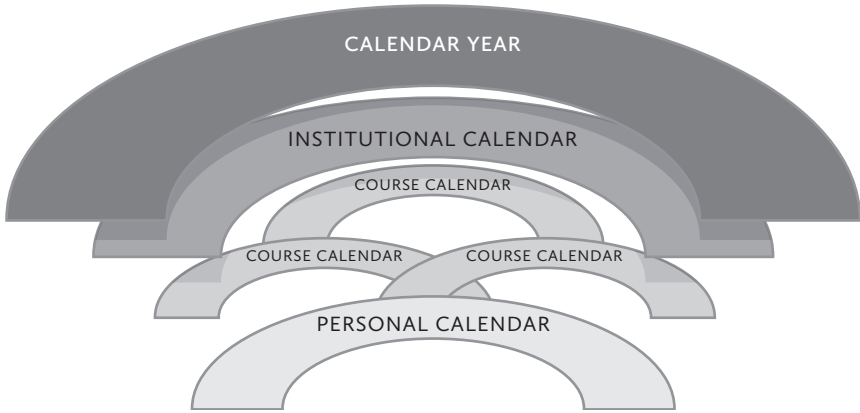 CALENDAR YEAR
INSTITUTIONAL CALENDAR
COURSE CALENDAR
COURSE CALENDAR
COURSE CALENDAR
PERSONAL CALENDAR